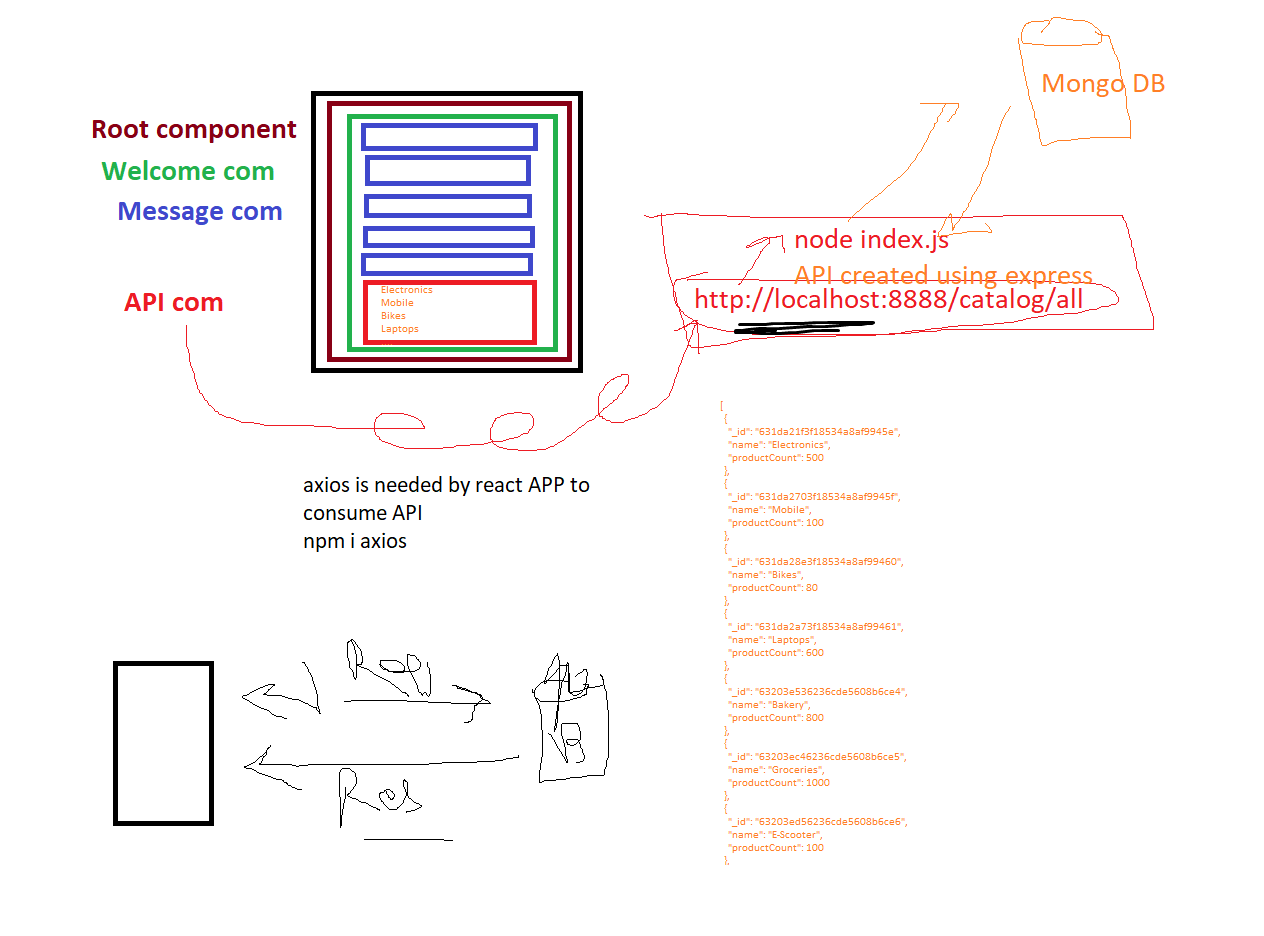 Mongo DB
Root component
Welcome com
Message com
API com
Electronics
Mobile
Bikes
Laptops
node index.js
API created using express
http://localhost:8888/catalog/all
axios is needed by react APP to
consume API
npm i axios
[
{
"_id": "631da21f3f18534a8af9945e",
"name": "Electronics",
"productCount": 500
},
{
"_id": "631da2703f18534a8af9945f",
"name": "Mobile",
"productCount": 100
},
{
"_id": "631da28e3f18534a8af99460",
"name": "Bikes",
"productCount": 80
},
{
"_id": "631da2a73f18534a8af99461",
"name": "Laptops",
"productCount": 600
},
{
"_id": "63203e536236cde5608b6ce4",
"name": "Bakery",
"productCount": 800
},
{
"_id": "63203ec46236cde5608b6ce5",
"name": "Groceries",
"productCount": 1000
},
{
"_id": "63203ed56236cde5608b6ce6",
"name": "E-Scooter",
"productCount": 100
},
Res